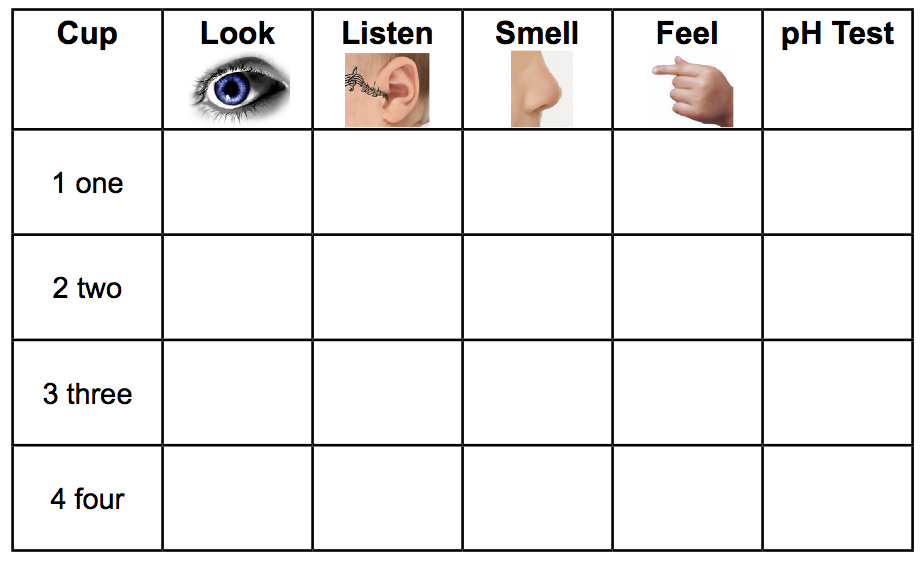 Cup Look Listen Smell Feel pH Test
1 one
2 two
3 three
4 four